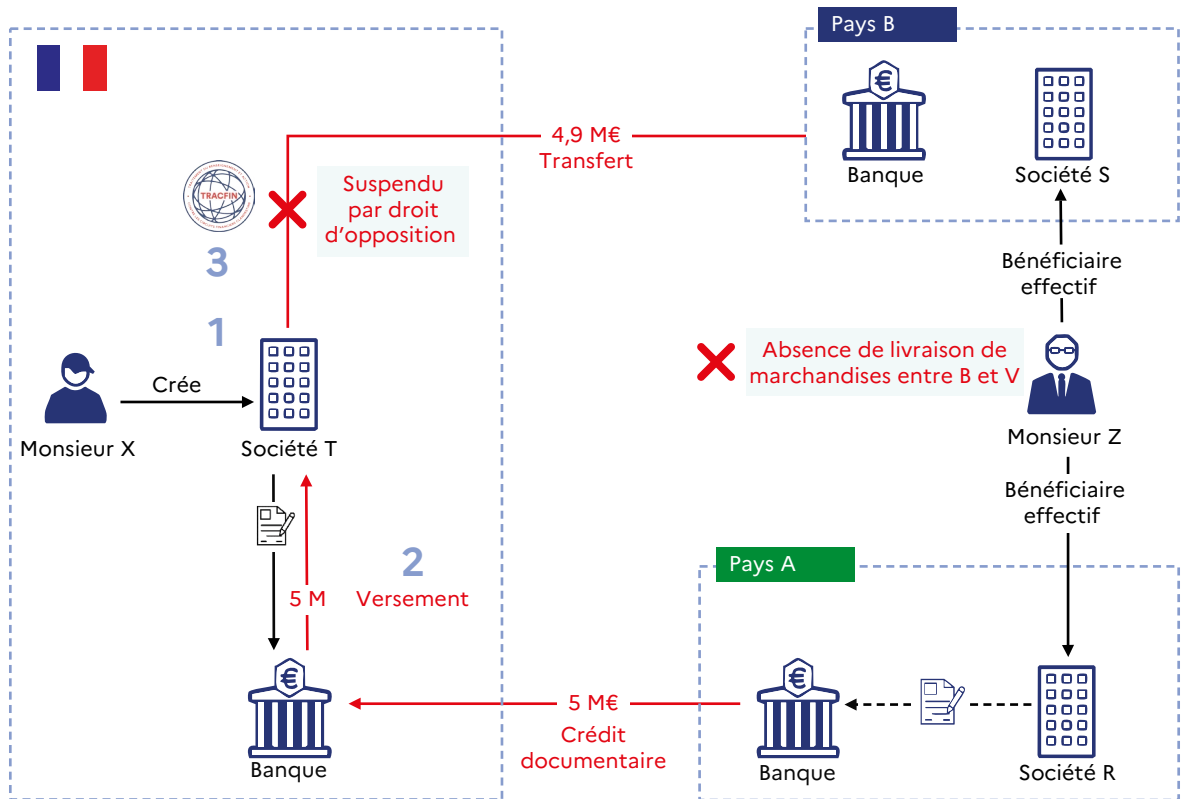 Pays B
€
Banque
Société S
4,9 M€
Transfert
TRACFIN
Suspendu
par droit
d'opposition
3
Bénéficiaire
effectif
1
Crée
Monsieur X
Société T
Absence de livraison de
marchandises entre B et V
Monsieur Z
Bénéficiaire
effectif
2
5 M
Versement
Pays A
€
Banque
5 M€
Crédit
documentaire
€
Banque
Société R